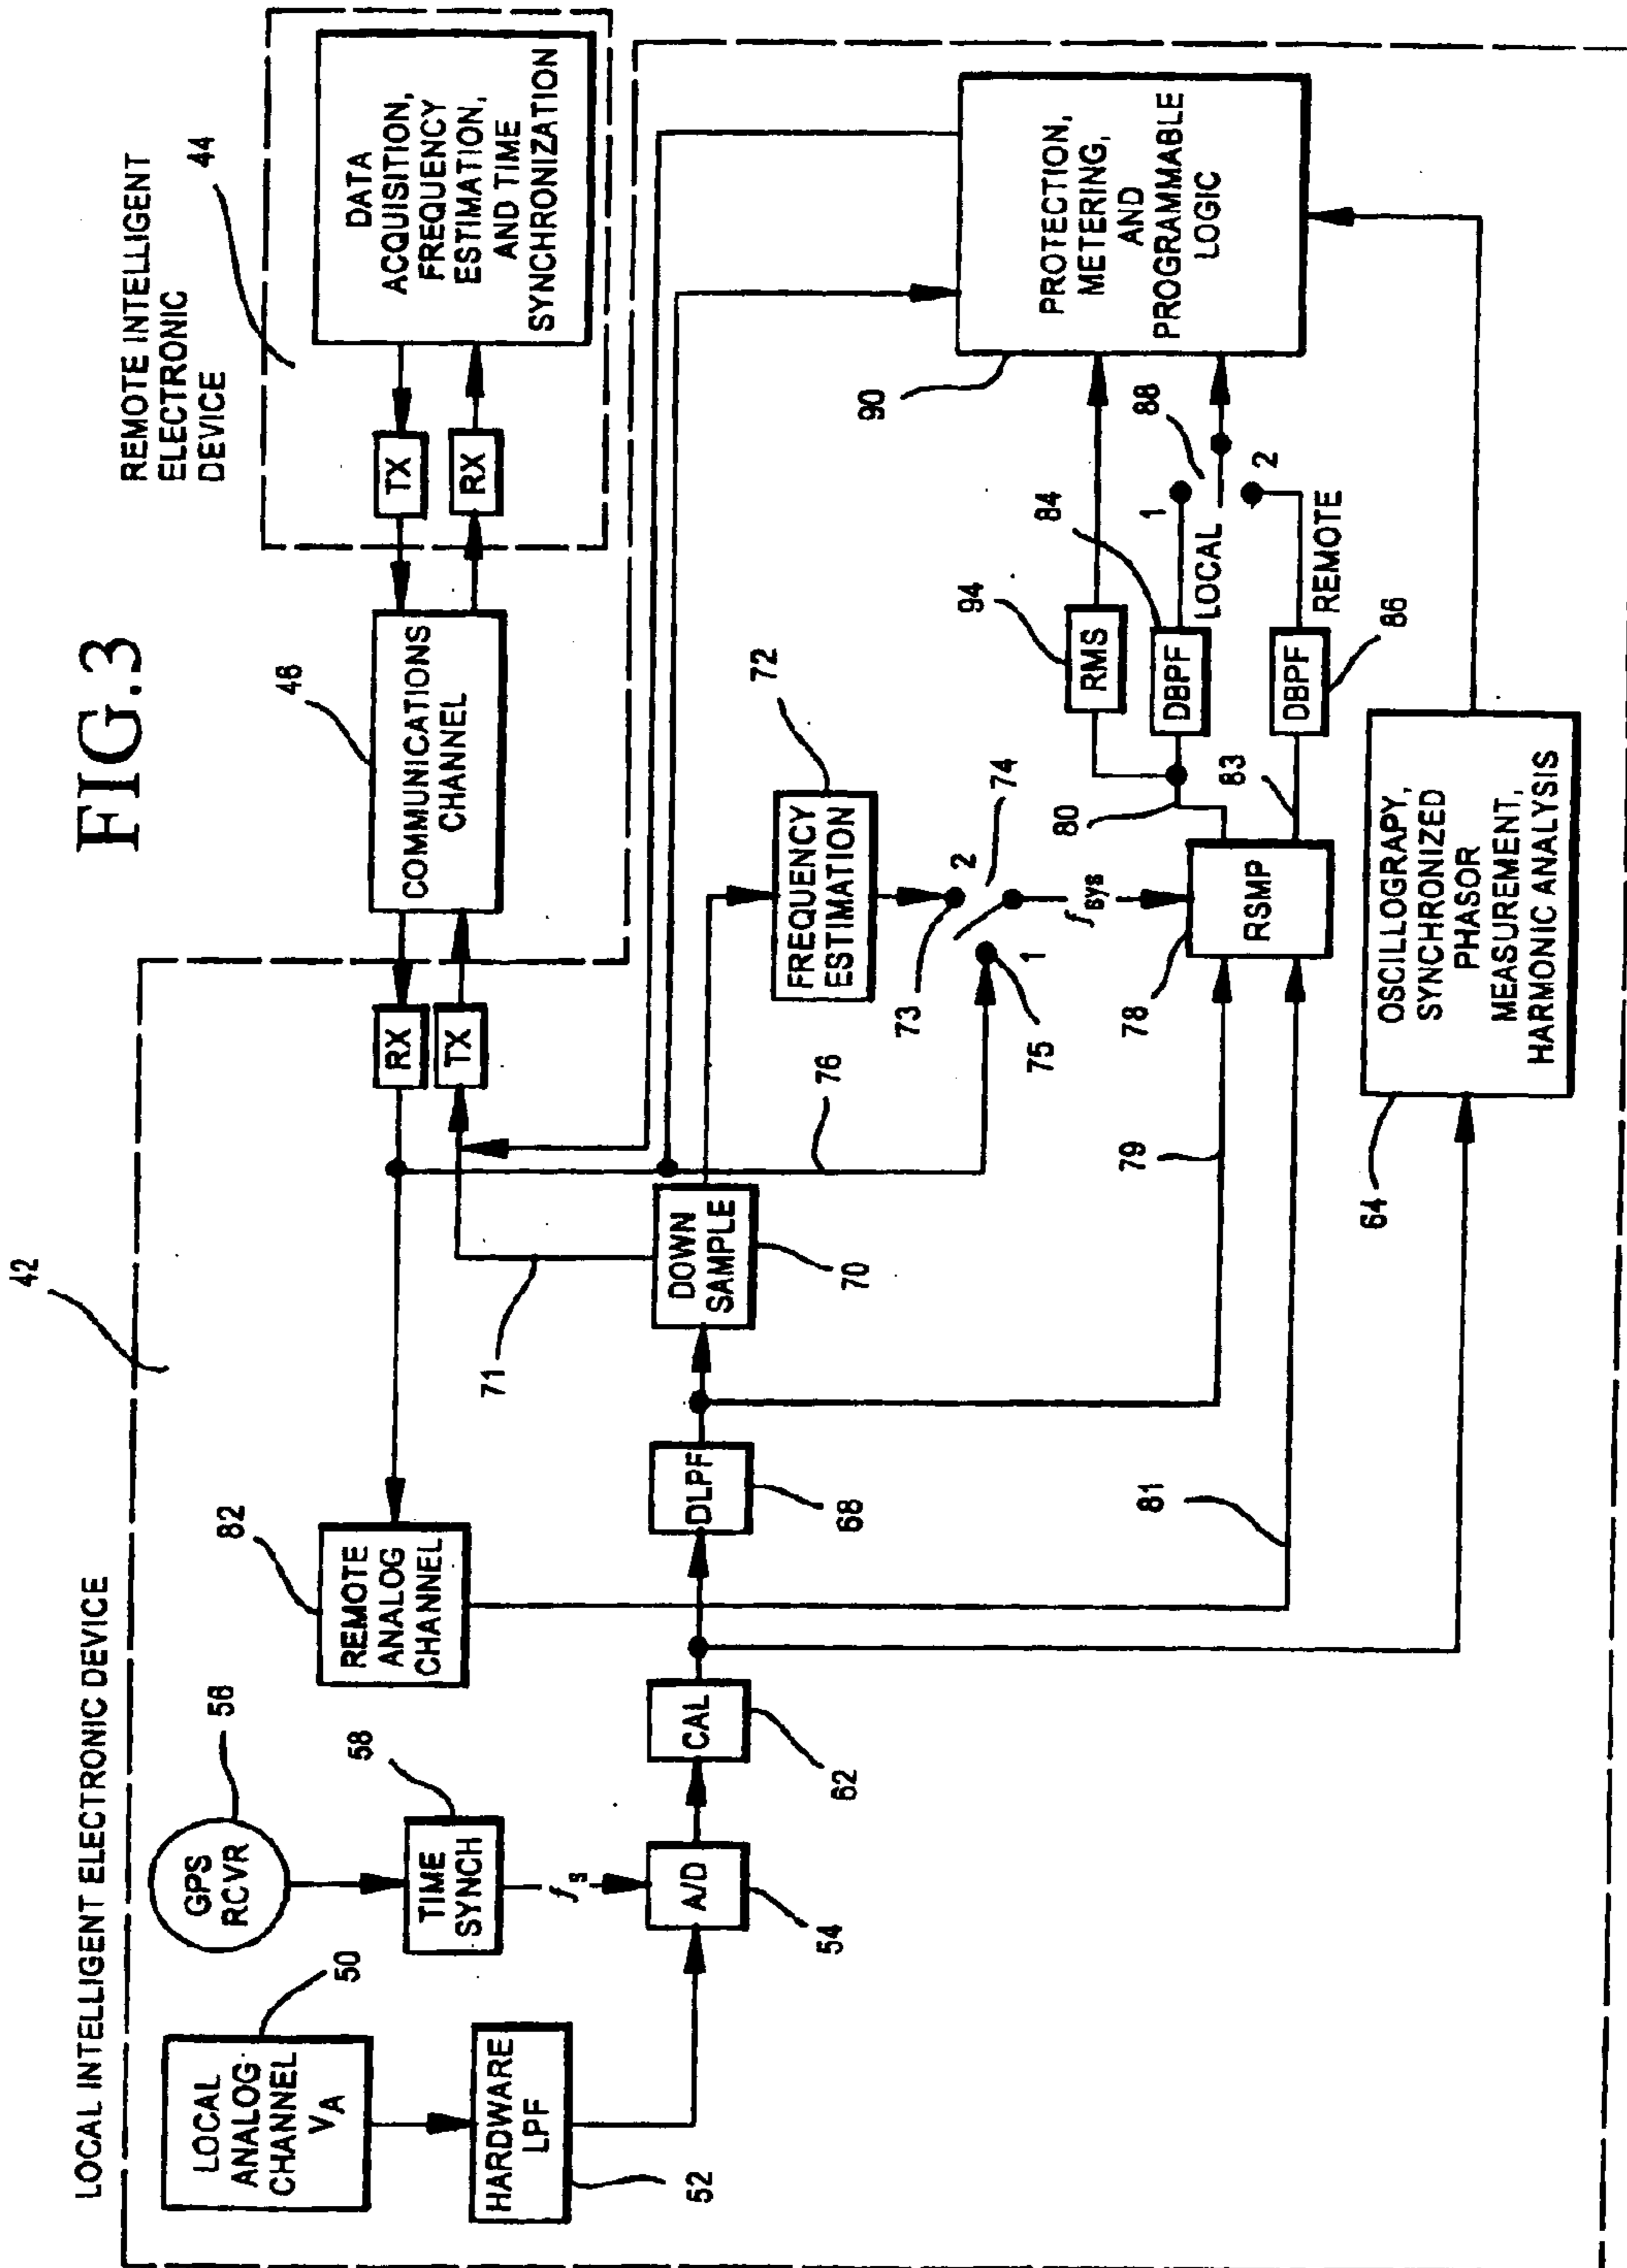 FIG.3
LOCAL INTELLIGENT ELECTRONIC DEVICE
42
REMOTE INTELLIGENT
ELECTRONIC
DEVICE
44
LOCAL
ANALOG
CHANNEL
VA
50
HARDWARE
LPF
52
GPS
RCVR
56
TIME
SYNCH
58
fs
A/D
54
CAL
62
REMOTE
ANALOG
CHANNEL
82
DLPF
68
DOWN
SAMPLE
70
71
RX
TX
COMMUNICATIONS
CHANNEL
46
TX
RX
DATA
ACQUISITION,
FREQUENCY
ESTIMATION,
AND TIME
SYNCHRONIZATION
76
FREQUENCY
ESTIMATION
72
73
2
74
1
75
fsys
RSMP
78
79
81
80
83
RMS
94
DBPF
84
DBPF
86
LOCAL
REMOTE
1
2
88
PROTECTION,
METERING,
AND
PROGRAMMABLE
LOGIC
90
OSCILLOGRAPY,
SYNCHRONIZED
PHASOR
MEASUREMENT,
HARMONIC ANALYSIS
64